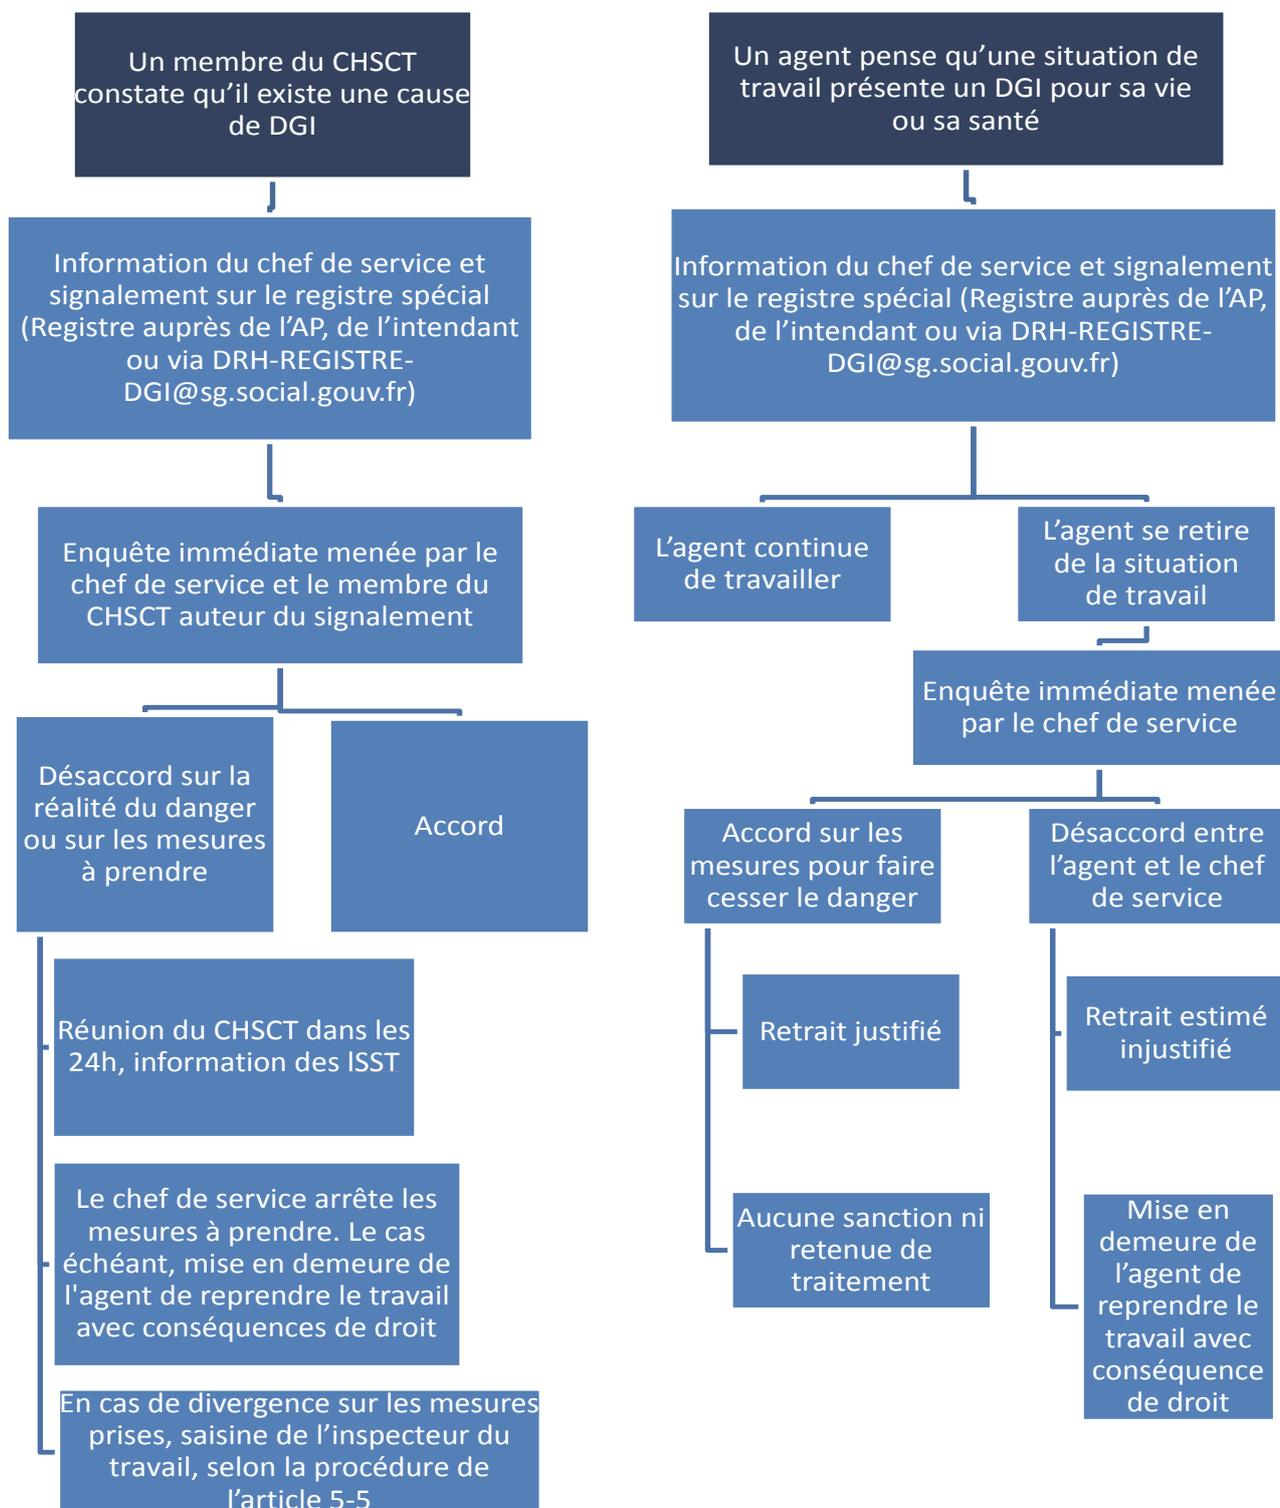 Un membre du CHSCT
constate qu'il existe une cause
de DGI
Information du chef de service et
signalement sur le registre spécial
(Registre auprès de l'AP, de l'intendant
ou via DRH-REGISTRE-
DGI@sg.social.gouv.fr)
Enquête immédiate menée par le
chef de service et le membre du
CHSCT auteur du signalement
Désaccord sur la
réalité du danger
ou sur les mesures
à prendre
Accord
Réunion du CHSCT dans les
24h, information des ISST
Le chef de service arrête les
mesures à prendre. Le cas
échéant, mise en demeure de
l'agent de reprendre le travail
avec conséquences de droit
En cas de divergence sur les mesures
prises, saisine de l'inspecteur du
travail, selon la procédure de
l'article 5-5
Un agent pense qu'une situation de
travail présente un DGI pour sa vie
ou sa santé
Information du chef de service et signalement
sur le registre spécial (Registre auprès de l'AP,
de l'intendant ou via DRH-REGISTRE-
DGI@sg.social.gouv.fr)
L'agent continue
de travailler
L'agent se retire
de la situation
de travail
Enquête immédiate menée
par le chef de service
Accord sur les
mesures pour faire
cesser le danger
Retrait justifié
Aucune sanction ni
retenue de
traitement
Désaccord entre
l'agent et le chef
de service
Retrait estimé
injustifié
Mise en
demeure de
l'agent de
reprendre le
travail avec
conséquence
de droit